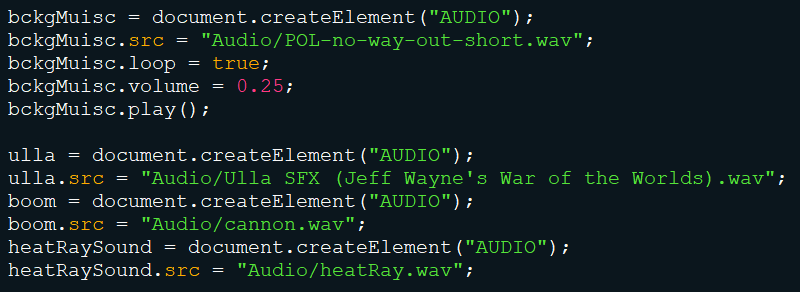 bckgMuisc = document.createElement("AUDIO");
bckgMuisc.src = "Audio/POL-no-way-out-short.wav";
bckgMuisc.loop = true;
bckgMuisc.volume = 0.25;
bckgMuisc.play();
ulla = document.createElement("AUDIO");
ulla.src = "Audio/Ulla SFX (Jeff Wayne's War of the Worlds).wav";
boom = document.createElement("AUDIO");
boom.src = "Audio/cannon.wav";
heatRaySound = document.createElement("AUDIO");
heatRaySound.src = "Audio/heatRay.wav";